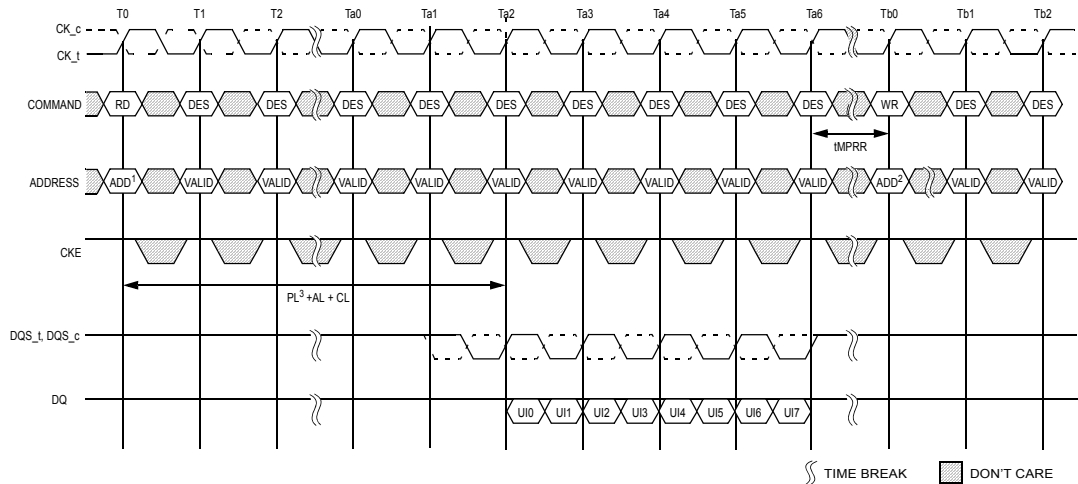 T0 T1 T2 Ta0 Ta1 Ta2 Ta3 Ta4 Ta5 Ta6 Tb0 Tb1 Tb2
CK_c
CK_t
COMMAND RD DES DES DES DES DES DES DES DES DES WR DES DES
tMPRR
ADDRESS ADD¹ VALID VALID VALID VALID VALID VALID VALID VALID VALID ADD² VALID VALID
CKE
PL³ +AL + CL
DQS_t, DQS_c
DQ UI0 UI1 UI2 UI3 UI4 UI5 UI6 UI7
TIME BREAK DON'T CARE